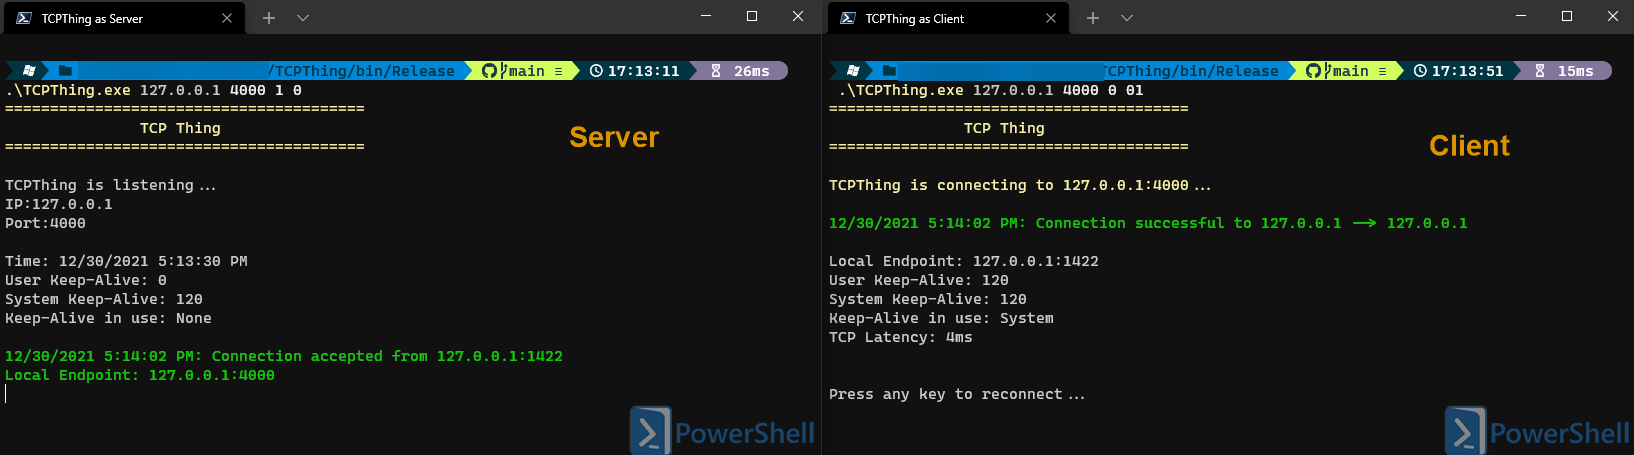 TCPThing as Server
/TCPThing/bin/Release main ≡ 17:13:11 26ms
.\TCPThing.exe 127.0.0.1 4000 1 0
========================================
TCP Thing
========================================
Server
TCPThing is listening...
IP:127.0.0.1
Port:4000
Time: 12/30/2021 5:13:30 PM
User Keep-Alive: 0
System Keep-Alive: 120
Keep-Alive in use: None
12/30/2021 5:14:02 PM: Connection accepted from 127.0.0.1:1422
Local Endpoint: 127.0.0.1:4000
PowerShell
TCPThing as Client
TCPThing/bin/Release main ≡ 17:13:51 15ms
.\TCPThing.exe 127.0.0.1 4000 0 01
========================================
TCP Thing
========================================
Client
TCPThing is connecting to 127.0.0.1:4000...
12/30/2021 5:14:02 PM: Connection successful to 127.0.0.1 --> 127.0.0.1
Local Endpoint: 127.0.0.1:1422
User Keep-Alive: 120
System Keep-Alive: 120
Keep-Alive in use: System
TCP Latency: 4ms
Press any key to reconnect...
PowerShell